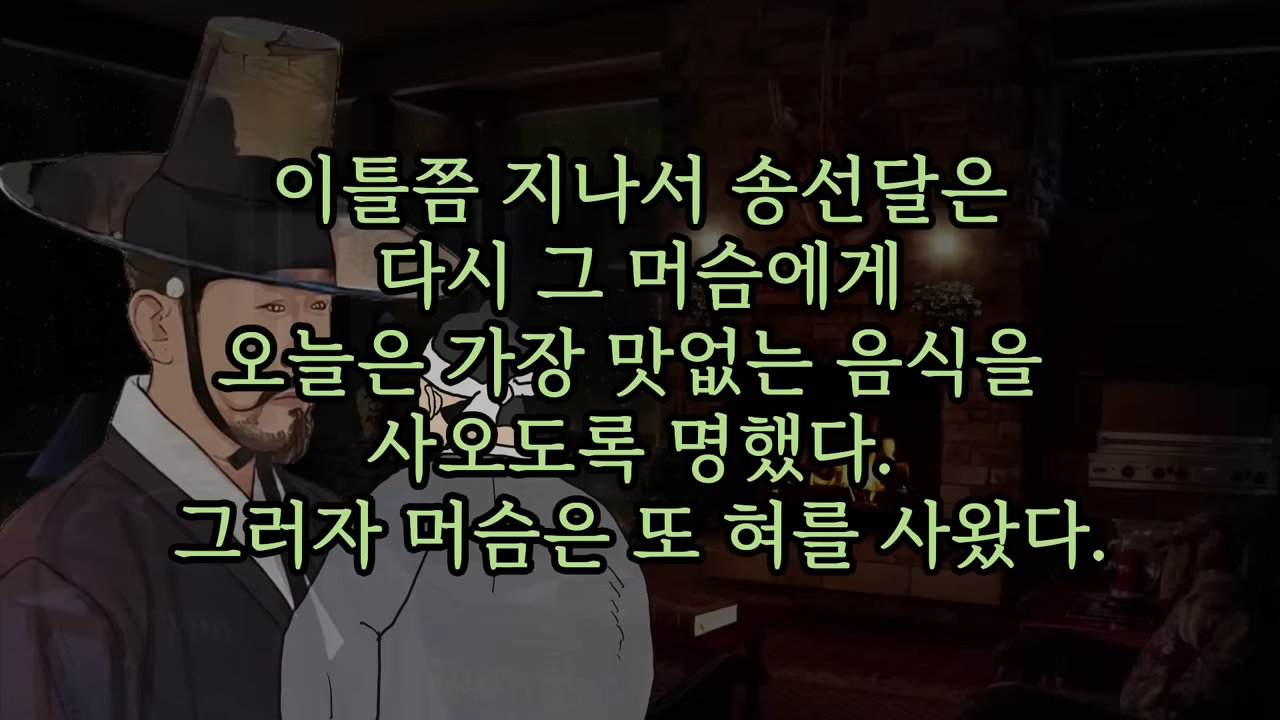 이틀쯤 지나서 송선달은
다시 그 머슴에게
오늘은 가장 맛없는 음식을
사오도록 명했다.
그러자 머슴은 또 혀를 사왔다.